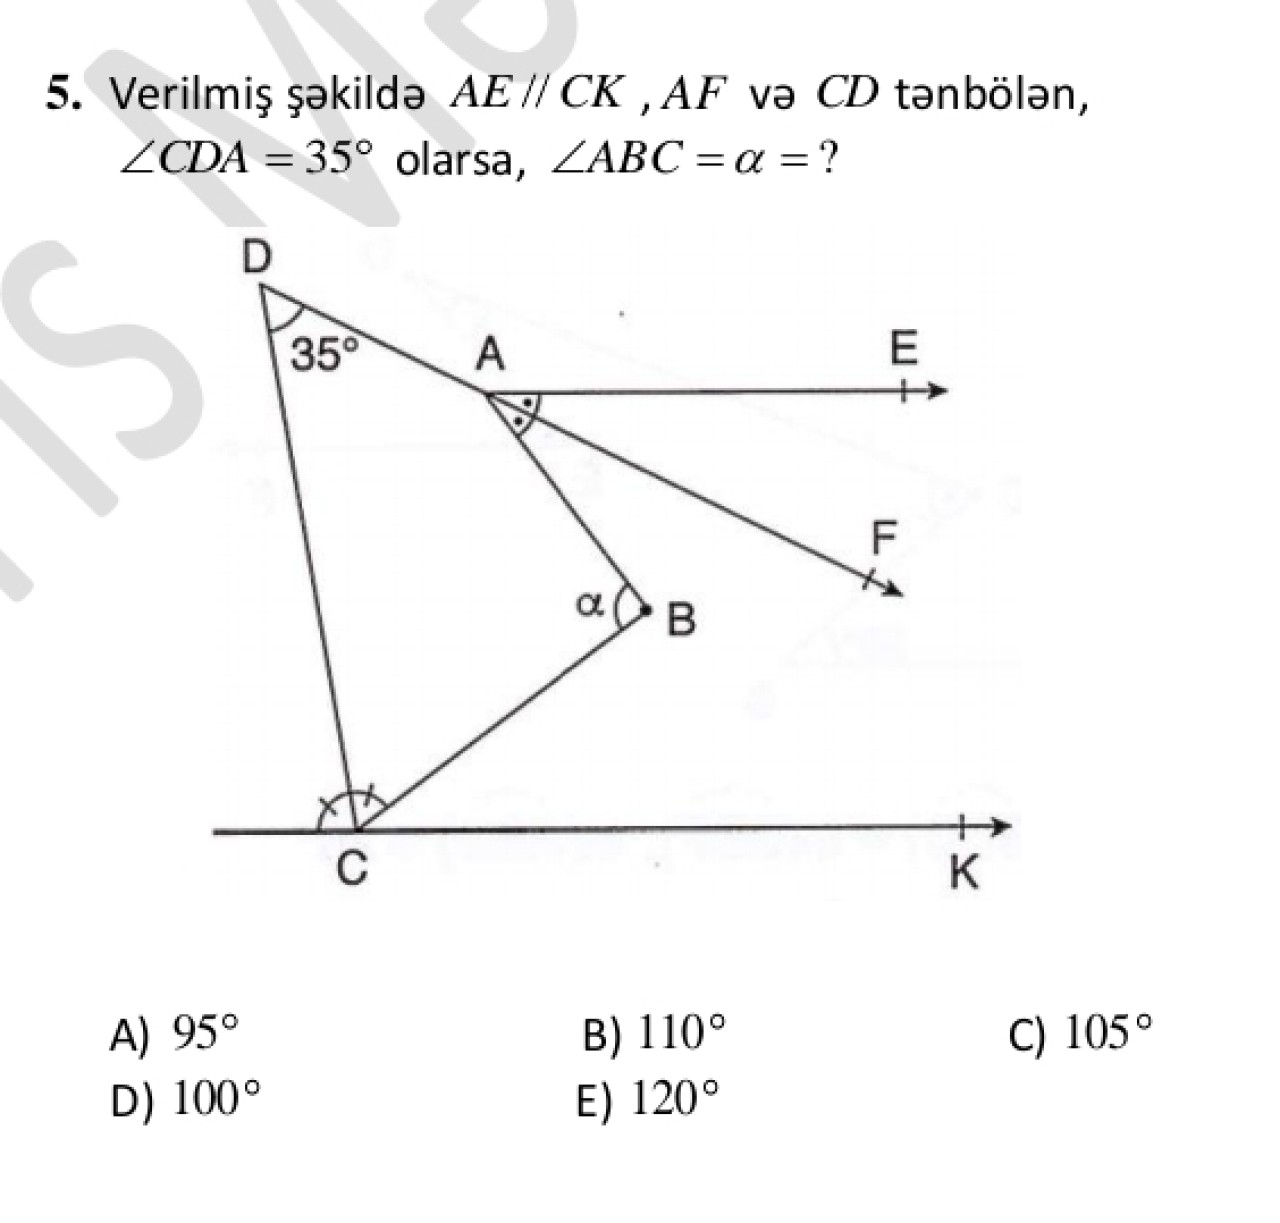 5. Verilmiş şəkildə AE // CK , AF və CD tənbölən,
∠CDA = 35° olarsa, ∠ABC = α = ?
D
35°
A
E
F
α
B
C
K
A) 95° B) 110° C) 105°
D) 100° E) 120°